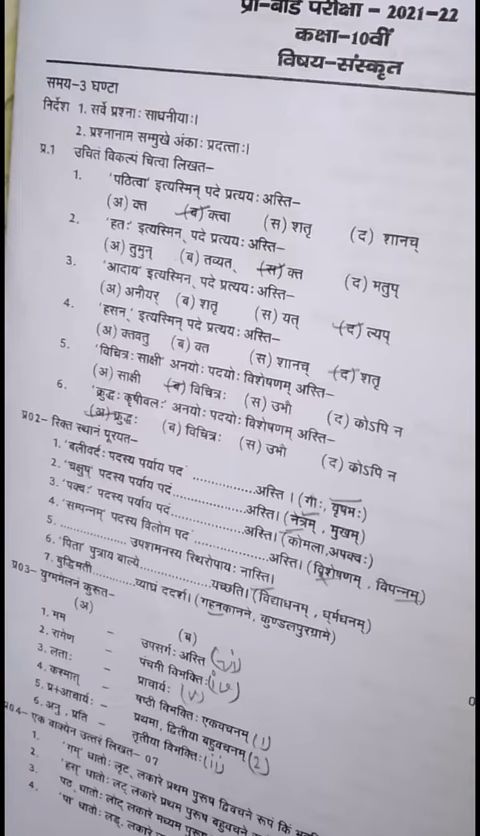 प्री-बोर्ड परीक्षा - 2021-22
कक्षा-10वीं
विषय-संस्कृत
समय-3 घण्टा
निर्देश 1. सर्वे प्रश्नाः साधनीयाः।
2. प्रश्नानाम सम्मुखे अंकाः प्रदत्ताः।
प्र.1 उचितं विकल्पं चित्वा लिखत-
1. 'पठित्वा' इत्यस्मिन् पदे प्रत्ययः अस्ति-
(अ) क्त (ब) क्त्वा (स) शतृ (द) शानच्
2. 'हतः' इत्यस्मिन् पदे प्रत्ययः अस्ति-
(अ) तुमुन् (ब) तव्यत् (स) क्त (द) मतुप्
3. 'आदाय' इत्यस्मिन् पदे प्रत्ययः अस्ति-
(अ) अनीयर् (ब) शतृ (स) यत् (द) ल्यप्
4. 'हसन्' इत्यस्मिन् पदे प्रत्ययः अस्ति-
(अ) क्तवतु (ब) क्त (स) शानच् (द) शतृ
5. 'विचित्रः साक्षी' अनयोः पदयोः विशेषणम् अस्ति-
(अ) साक्षी (ब) विचित्रः (स) उभौ (द) कोऽपि न
6. 'क्रुद्धः कृषीवलः' अनयोः पदयोः विशेषणम् अस्ति-
(अ) क्रुद्धः (ब) विचित्रः (स) उभौ (द) कोऽपि न
प्र02- रिक्त स्थानं पूरयत-
1. 'बलीवर्दः पदस्य पर्याय पद ..............अस्ति। (गौः, वृषभः)
2. 'चक्षुष्' पदस्य पर्याय पदं..............अस्ति। (नेत्रम्, मुखम्)
3. 'पक्वः' पदस्य पर्याय पदं..............अस्ति। (कोमला, अपक्वः)
4. 'सम्पन्नम्' पदस्य विलोम पद ..............अस्ति। (विशेषणम्, विपन्नम्)
5. .............. उपशमनस्य स्थिरोपायः नास्ति।
6. 'पिता' पुत्राय बाल्ये..............यच्छति। (विद्याधनम्, धर्मधनम्)
7. बुद्धिमती..............व्याघ्रं ददर्श। (गहनकानने, कुण्डलपुरग्रामे)
प्र03- युग्ममेलनं कुरूत-
(अ) (ब)
1. मम - उपसर्गः अस्ति (vi)
2. रामेण - पंचमी विभक्तिः (iv)
3. लताः - प्राचार्यः (v)
4. कस्मात् - षष्ठी विभक्तिः एकवचनम् (1)
5. प्र+आचार्यः - प्रथमा, द्वितीया बहुवचनम् (2)
6. अनु, प्रति - तृतीया विभक्तिः (ii)
प्र04- एक वाक्येन उत्तरं लिखत- 07
1. 'गम्' धातोः लृट् लकारे प्रथम पुरूष द्विवचने रूपं किं
2. 'हस्' धातोः लट् लकारे प्रथम पुरूष बहुवचने
3. पठ् धातोः लोट् लकारे मध्यम पुरूष
4. 'पा' धातोः लङ् लकारे